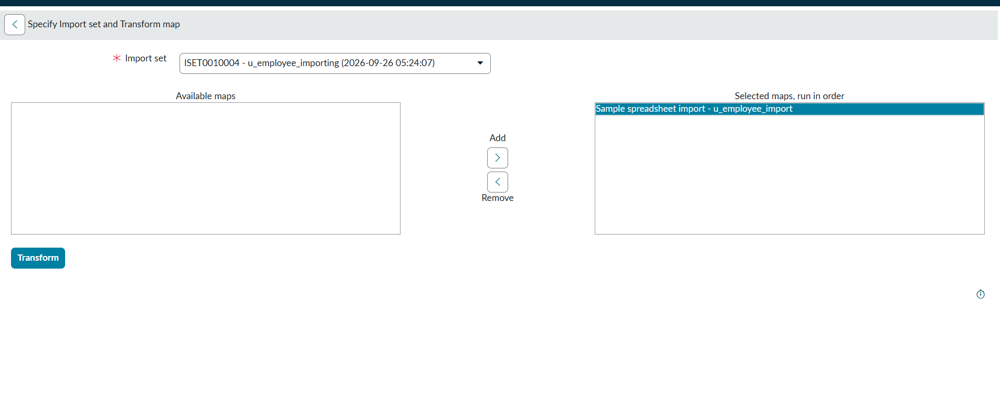 Specify Import set and Transform map
Import set
ISET0010004 - u_employee_importing (2026-09-26 05:24:07)
Available maps
Selected maps, run in order
Sample spreadsheet import - u_employee_import
Add
Remove
Transform